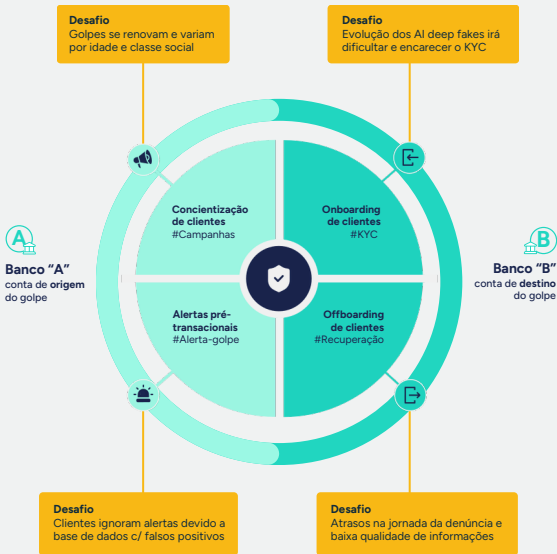 Desafio
Golpes se renovam e variam
por idade e classe social
Desafio
Evolução dos AI deep fakes irá
dificultar e encarecer o KYC
Concientização
de clientes
#Campanhas
Onboarding
de clientes
#KYC
A
Banco “A”
conta de origem
do golpe
B
Banco “B”
conta de destino
do golpe
Alertas pré-
transacionais
#Alerta-golpe
Offboarding
de clientes
#Recuperação
Desafio
Clientes ignoram alertas devido a
base de dados c/ falsos positivos
Desafio
Atrasos na jornada da denúncia e
baixa qualidade de informações